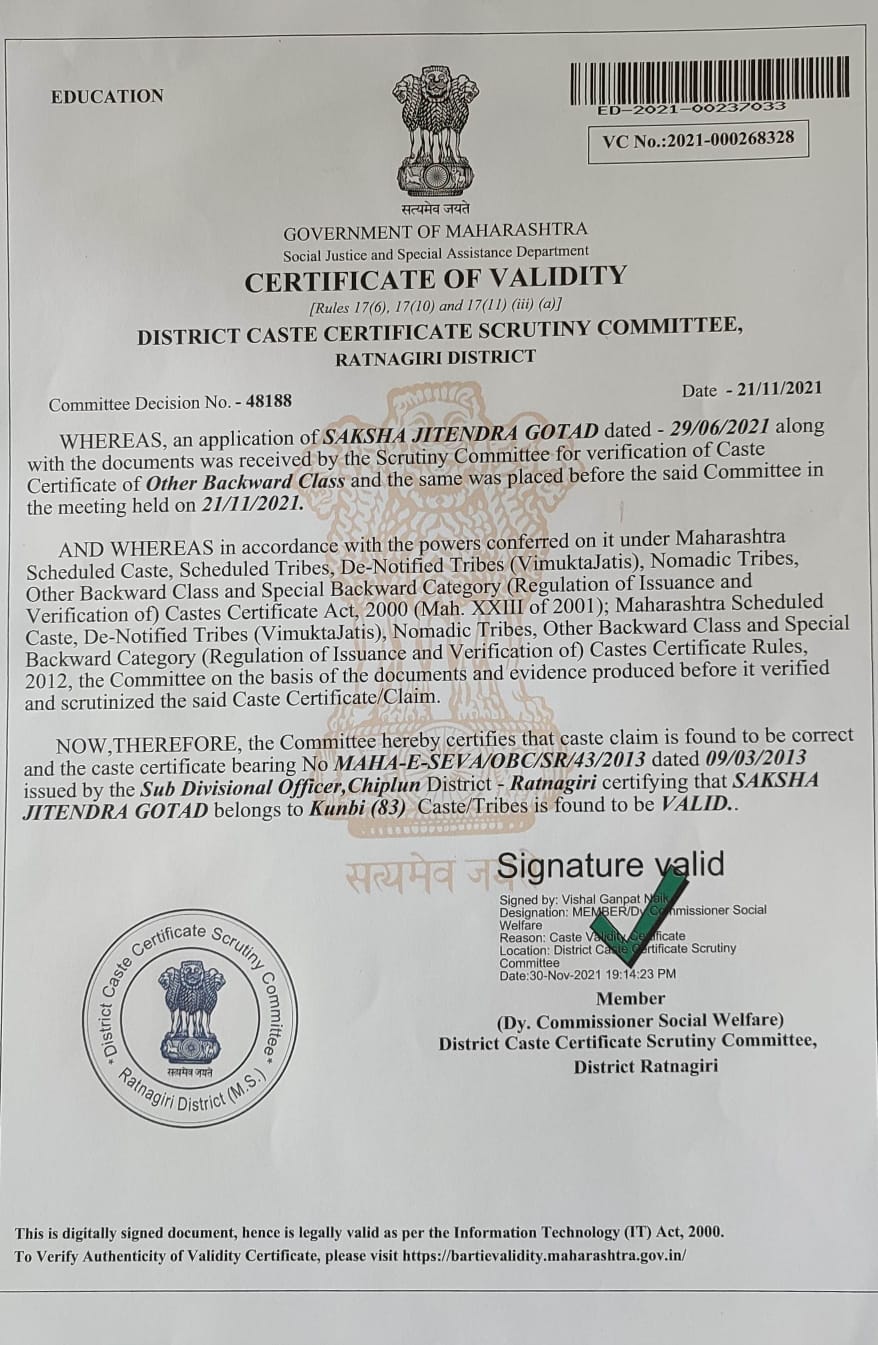 EDUCATION
ED-2021-00237033
VC No.:2021-000268328
सत्यमेव जयते
GOVERNMENT OF MAHARASHTRA
Social Justice and Special Assistance Department
CERTIFICATE OF VALIDITY
[Rules 17(6), 17(10) and 17(11) (iii) (a)]
DISTRICT CASTE CERTIFICATE SCRUTINY COMMITTEE,
RATNAGIRI DISTRICT
Committee Decision No. - 48188
Date - 21/11/2021
WHEREAS, an application of SAKSHA JITENDRA GOTAD dated - 29/06/2021 along
with the documents was received by the Scrutiny Committee for verification of Caste
Certificate of Other Backward Class and the same was placed before the said Committee in
the meeting held on 21/11/2021.
AND WHEREAS in accordance with the powers conferred on it under Maharashtra
Scheduled Caste, Scheduled Tribes, De-Notified Tribes (VimuktaJatis), Nomadic Tribes,
Other Backward Class and Special Backward Category (Regulation of Issuance and
Verification of) Castes Certificate Act, 2000 (Mah. XXIII of 2001); Maharashtra Scheduled
Caste, De-Notified Tribes (VimuktaJatis), Nomadic Tribes, Other Backward Class and Special
Backward Category (Regulation of Issuance and Verification of) Castes Certificate Rules,
2012, the Committee on the basis of the documents and evidence produced before it verified
and scrutinized the said Caste Certificate/Claim.
NOW,THEREFORE, the Committee hereby certifies that caste claim is found to be correct
and the caste certificate bearing No MAHA-E-SEVA/OBC/SR/43/2013 dated 09/03/2013
issued by the Sub Divisional Officer,Chiplun District - Ratnagiri certifying that SAKSHA
JITENDRA GOTAD belongs to Kunbi (83) Caste/Tribes is found to be VALID..
सत्यमेव जयते
Signature valid
Signed by: Vishal Ganpat Naik
Designation: MEMBER/Dy Commissioner Social
Welfare
Reason: Caste Validity Certificate
Location: District Caste Certificate Scrutiny
Committee
Date:30-Nov-2021 19:14:23 PM
Member
(Dy. Commissioner Social Welfare)
District Caste Certificate Scrutiny Committee,
District Ratnagiri
* District Caste Certificate Scrutiny Committee *
सत्यमेव जयते
Ratnagiri District (M.S.)
This is digitally signed document, hence is legally valid as per the Information Technology (IT) Act, 2000.
To Verify Authenticity of Validity Certificate, please visit https://bartievalidity.maharashtra.gov.in/